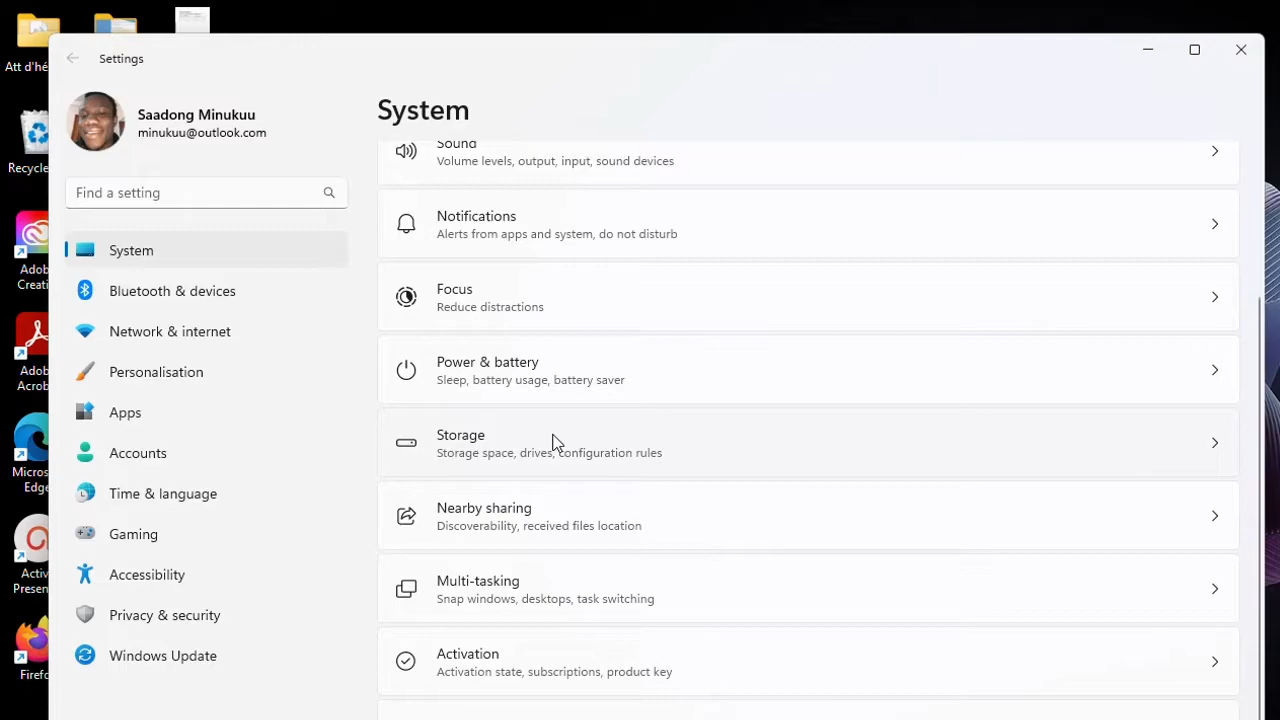 Att d'hé
Recycle
Adob
Creati
Adob
Acrob
Micros
Edge
Activ
Presen
Firefc
Settings
Saadong Minukuu
minukuu@outlook.com
Find a setting
System
Bluetooth & devices
Network & internet
Personalisation
Apps
Accounts
Time & language
Gaming
Accessibility
Privacy & security
Windows Update
System
Sound
Volume levels, output, input, sound devices
Notifications
Alerts from apps and system, do not disturb
Focus
Reduce distractions
Power & battery
Sleep, battery usage, battery saver
Storage
Storage space, drives, configuration rules
Nearby sharing
Discoverability, received files location
Multi-tasking
Snap windows, desktops, task switching
Activation
Activation state, subscriptions, product key